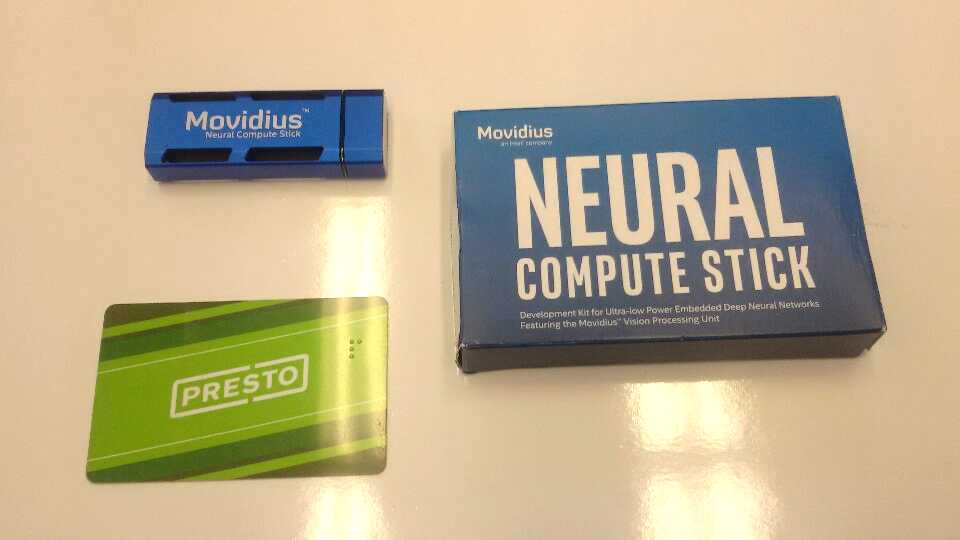 Movidius™
Neural Compute Stick
Movidius
an Intel company
NEURAL
COMPUTE STICK
Development Kit for Ultra-low Power Embedded Deep Neural Networks
Featuring the Movidius™ Vision Processing Unit
PRESTO